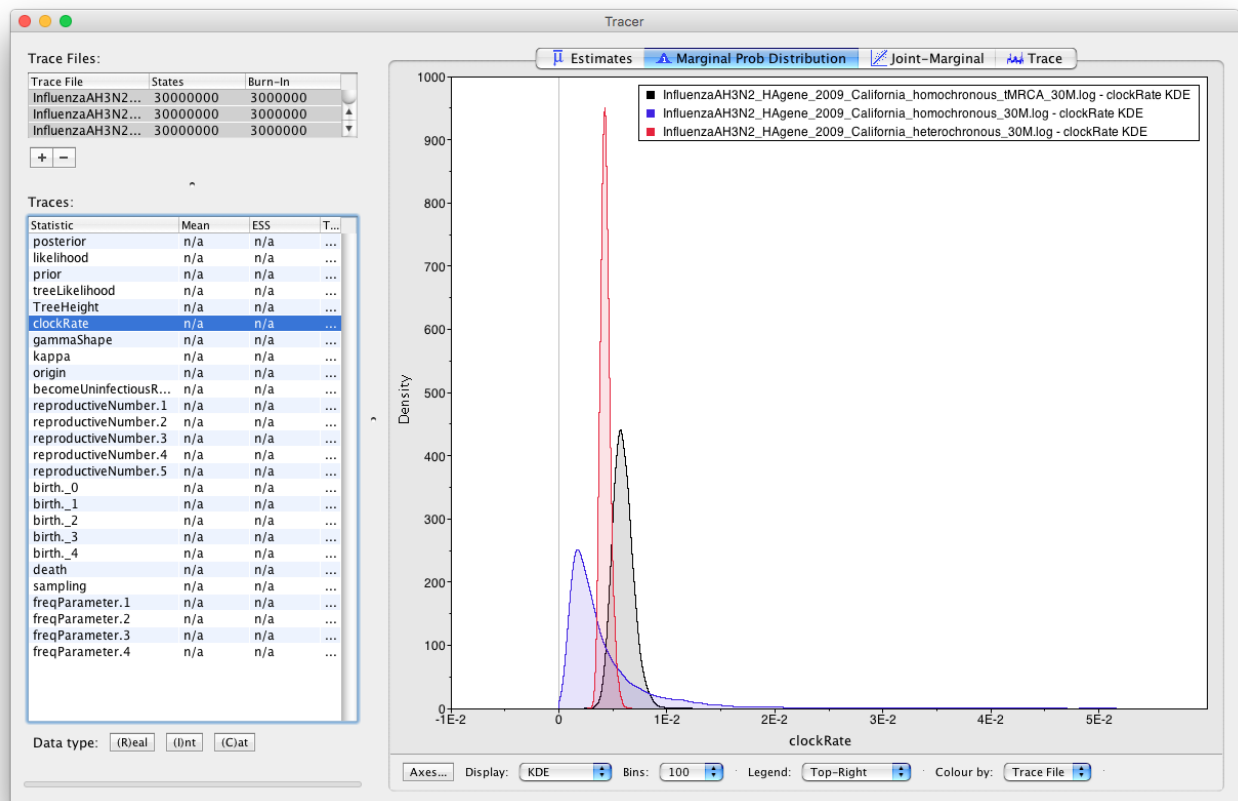 Tracer
Trace Files:
Trace File States Burn-In
InfluenzaAH3N2... 30000000 3000000
InfluenzaAH3N2... 30000000 3000000
InfluenzaAH3N2... 30000000 3000000
+ −
Traces:
Statistic Mean ESS T...
posterior n/a n/a ...
likelihood n/a n/a ...
prior n/a n/a ...
treeLikelihood n/a n/a ...
TreeHeight n/a n/a ...
clockRate n/a n/a ...
gammaShape n/a n/a ...
kappa n/a n/a ...
origin n/a n/a ...
becomeUninfectiousR... n/a n/a ...
reproductiveNumber.1 n/a n/a ...
reproductiveNumber.2 n/a n/a ...
reproductiveNumber.3 n/a n/a ...
reproductiveNumber.4 n/a n/a ...
reproductiveNumber.5 n/a n/a ...
birth._0 n/a n/a ...
birth._1 n/a n/a ...
birth._2 n/a n/a ...
birth._3 n/a n/a ...
birth._4 n/a n/a ...
death n/a n/a ...
sampling n/a n/a ...
freqParameter.1 n/a n/a ...
freqParameter.2 n/a n/a ...
freqParameter.3 n/a n/a ...
freqParameter.4 n/a n/a ...
Data type: (R)eal (I)nt (C)at
Estimates Marginal Prob Distribution Joint-Marginal Trace
InfluenzaAH3N2_HAgene_2009_California_homochronous_tMRCA_30M.log - clockRate KDE
InfluenzaAH3N2_HAgene_2009_California_homochronous_30M.log - clockRate KDE
InfluenzaAH3N2_HAgene_2009_California_heterochronous_30M.log - clockRate KDE
1000
900
800
700
600
500
400
300
200
100
0
Density
-1E-2 0 1E-2 2E-2 3E-2 4E-2 5E-2
clockRate
Axes... Display: KDE Bins: 100 Legend: Top-Right Colour by: Trace File